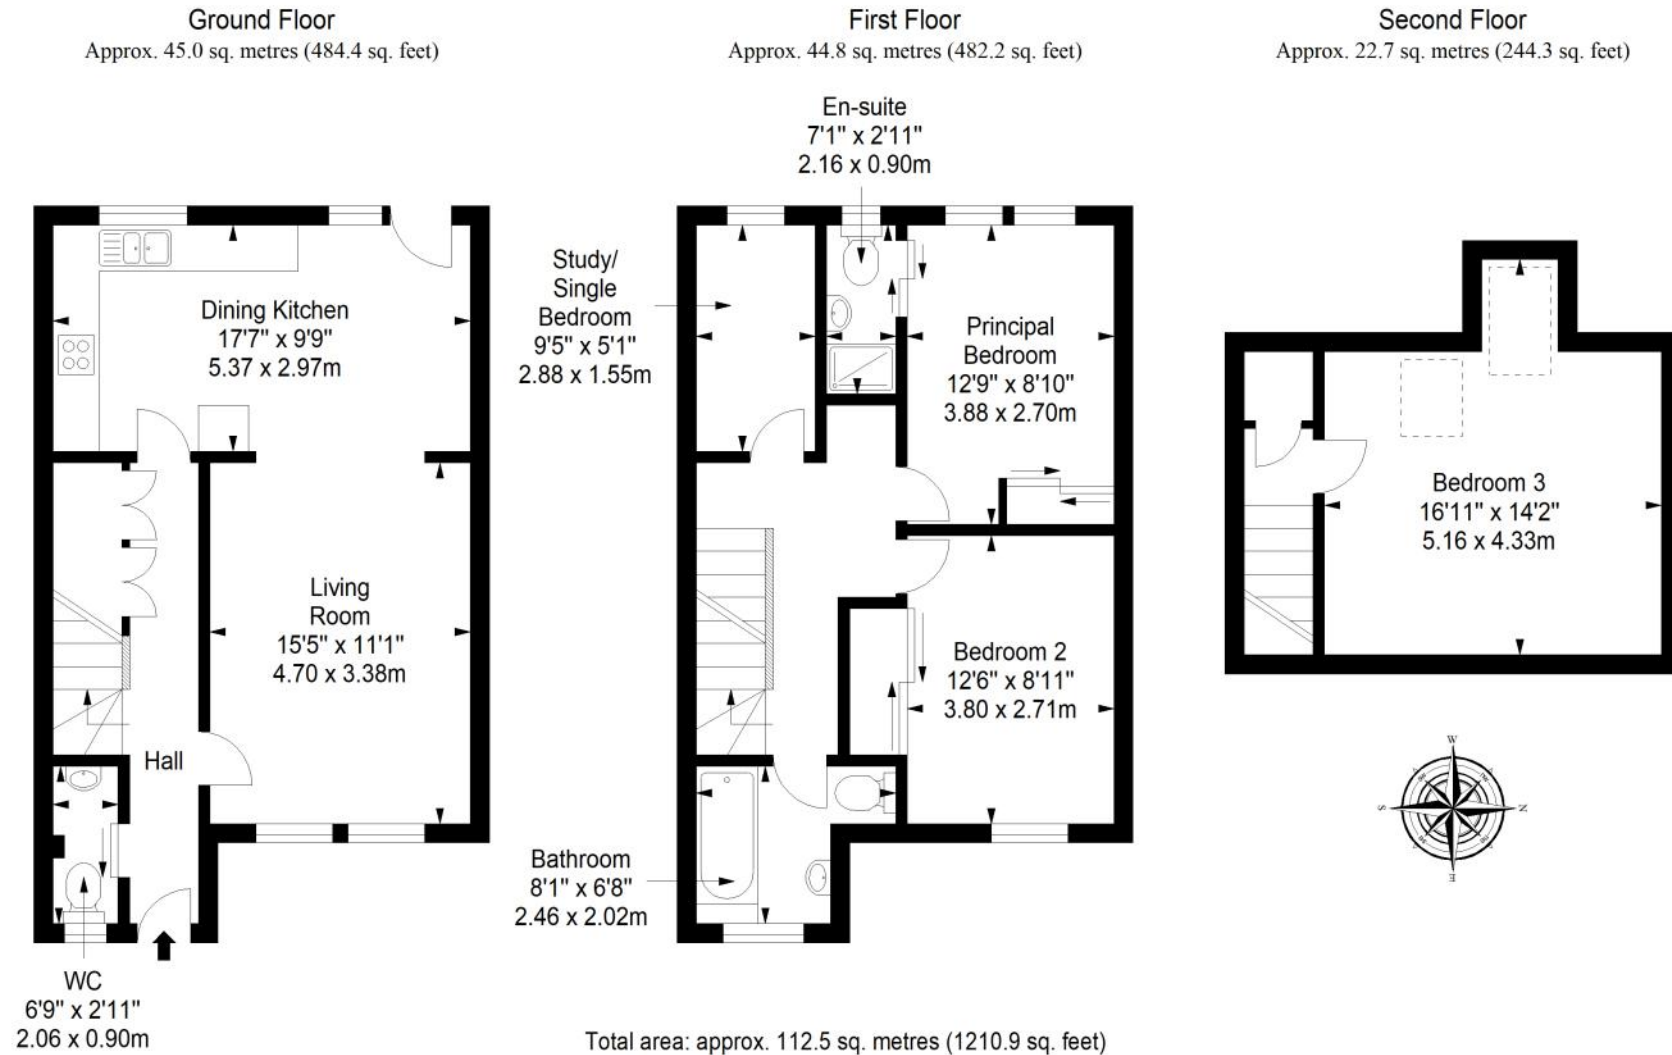 Ground Floor
Approx. 45.0 sq. metres (484.4 sq. feet)
First Floor
Approx. 44.8 sq. metres (482.2 sq. feet)
Second Floor
Approx. 22.7 sq. metres (244.3 sq. feet)
Dining Kitchen
17'7" x 9'9"
5.37 x 2.97m
Living
Room
15'5" x 11'1"
4.70 x 3.38m
Hall
WC
6'9" x 2'11"
2.06 x 0.90m
En-suite
7'1" x 2'11"
2.16 x 0.90m
Study/
Single
Bedroom
9'5" x 5'1"
2.88 x 1.55m
Principal
Bedroom
12'9" x 8'10"
3.88 x 2.70m
Bedroom 2
12'6" x 8'11"
3.80 x 2.71m
Bathroom
8'1" x 6'8"
2.46 x 2.02m
Bedroom 3
16'11" x 14'2"
5.16 x 4.33m
W
S
N
E
Total area: approx. 112.5 sq. metres (1210.9 sq. feet)